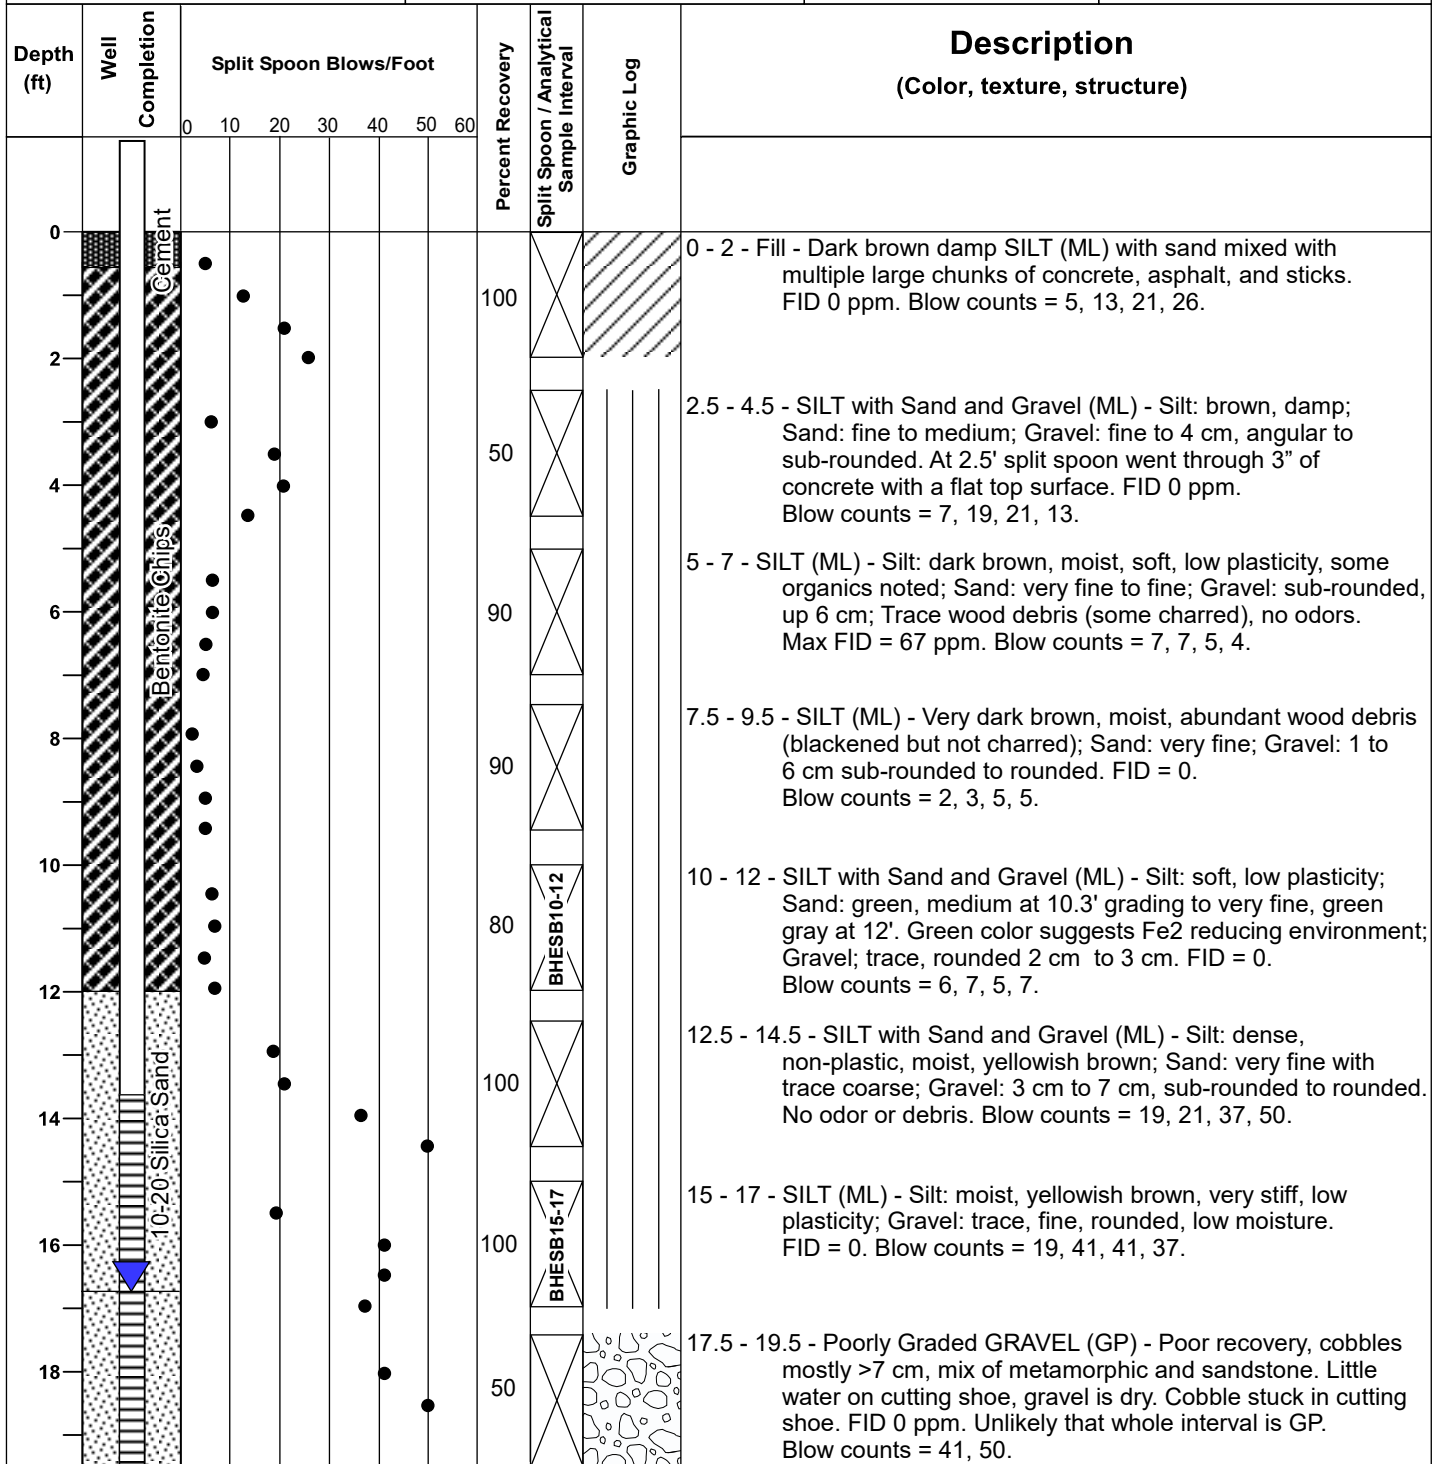 Depth
(ft)
Well
Completion
Split Spoon Blows/Foot
0 10 20 30 40 50 60
Percent Recovery
Split Spoon / Analytical
Sample Interval
Graphic Log
Description
(Color, texture, structure)
0
2
4
6
8
10
12
14
16
18
Cement
Bentonite Chips
10-20 Silica Sand
100
50
90
90
80
100
100
50
BHESB10-12
BHESB15-17
0 - 2 - Fill - Dark brown damp SILT (ML) with sand mixed with
multiple large chunks of concrete, asphalt, and sticks.
FID 0 ppm. Blow counts = 5, 13, 21, 26.
2.5 - 4.5 - SILT with Sand and Gravel (ML) - Silt: brown, damp;
Sand: fine to medium; Gravel: fine to 4 cm, angular to
sub-rounded. At 2.5' split spoon went through 3” of
concrete with a flat top surface. FID 0 ppm.
Blow counts = 7, 19, 21, 13.
5 - 7 - SILT (ML) - Silt: dark brown, moist, soft, low plasticity, some
organics noted; Sand: very fine to fine; Gravel: sub-rounded,
up 6 cm; Trace wood debris (some charred), no odors.
Max FID = 67 ppm. Blow counts = 7, 7, 5, 4.
7.5 - 9.5 - SILT (ML) - Very dark brown, moist, abundant wood debris
(blackened but not charred); Sand: very fine; Gravel: 1 to
6 cm sub-rounded to rounded. FID = 0.
Blow counts = 2, 3, 5, 5.
10 - 12 - SILT with Sand and Gravel (ML) - Silt: soft, low plasticity;
Sand: green, medium at 10.3' grading to very fine, green
gray at 12'. Green color suggests Fe2 reducing environment;
Gravel; trace, rounded 2 cm to 3 cm. FID = 0.
Blow counts = 6, 7, 5, 7.
12.5 - 14.5 - SILT with Sand and Gravel (ML) - Silt: dense,
non-plastic, moist, yellowish brown; Sand: very fine with
trace coarse; Gravel: 3 cm to 7 cm, sub-rounded to rounded.
No odor or debris. Blow counts = 19, 21, 37, 50.
15 - 17 - SILT (ML) - Silt: moist, yellowish brown, very stiff, low
plasticity; Gravel: trace, fine, rounded, low moisture.
FID = 0. Blow counts = 19, 41, 41, 37.
17.5 - 19.5 - Poorly Graded GRAVEL (GP) - Poor recovery, cobbles
mostly >7 cm, mix of metamorphic and sandstone. Little
water on cutting shoe, gravel is dry. Cobble stuck in cutting
shoe. FID 0 ppm. Unlikely that whole interval is GP.
Blow counts = 41, 50.